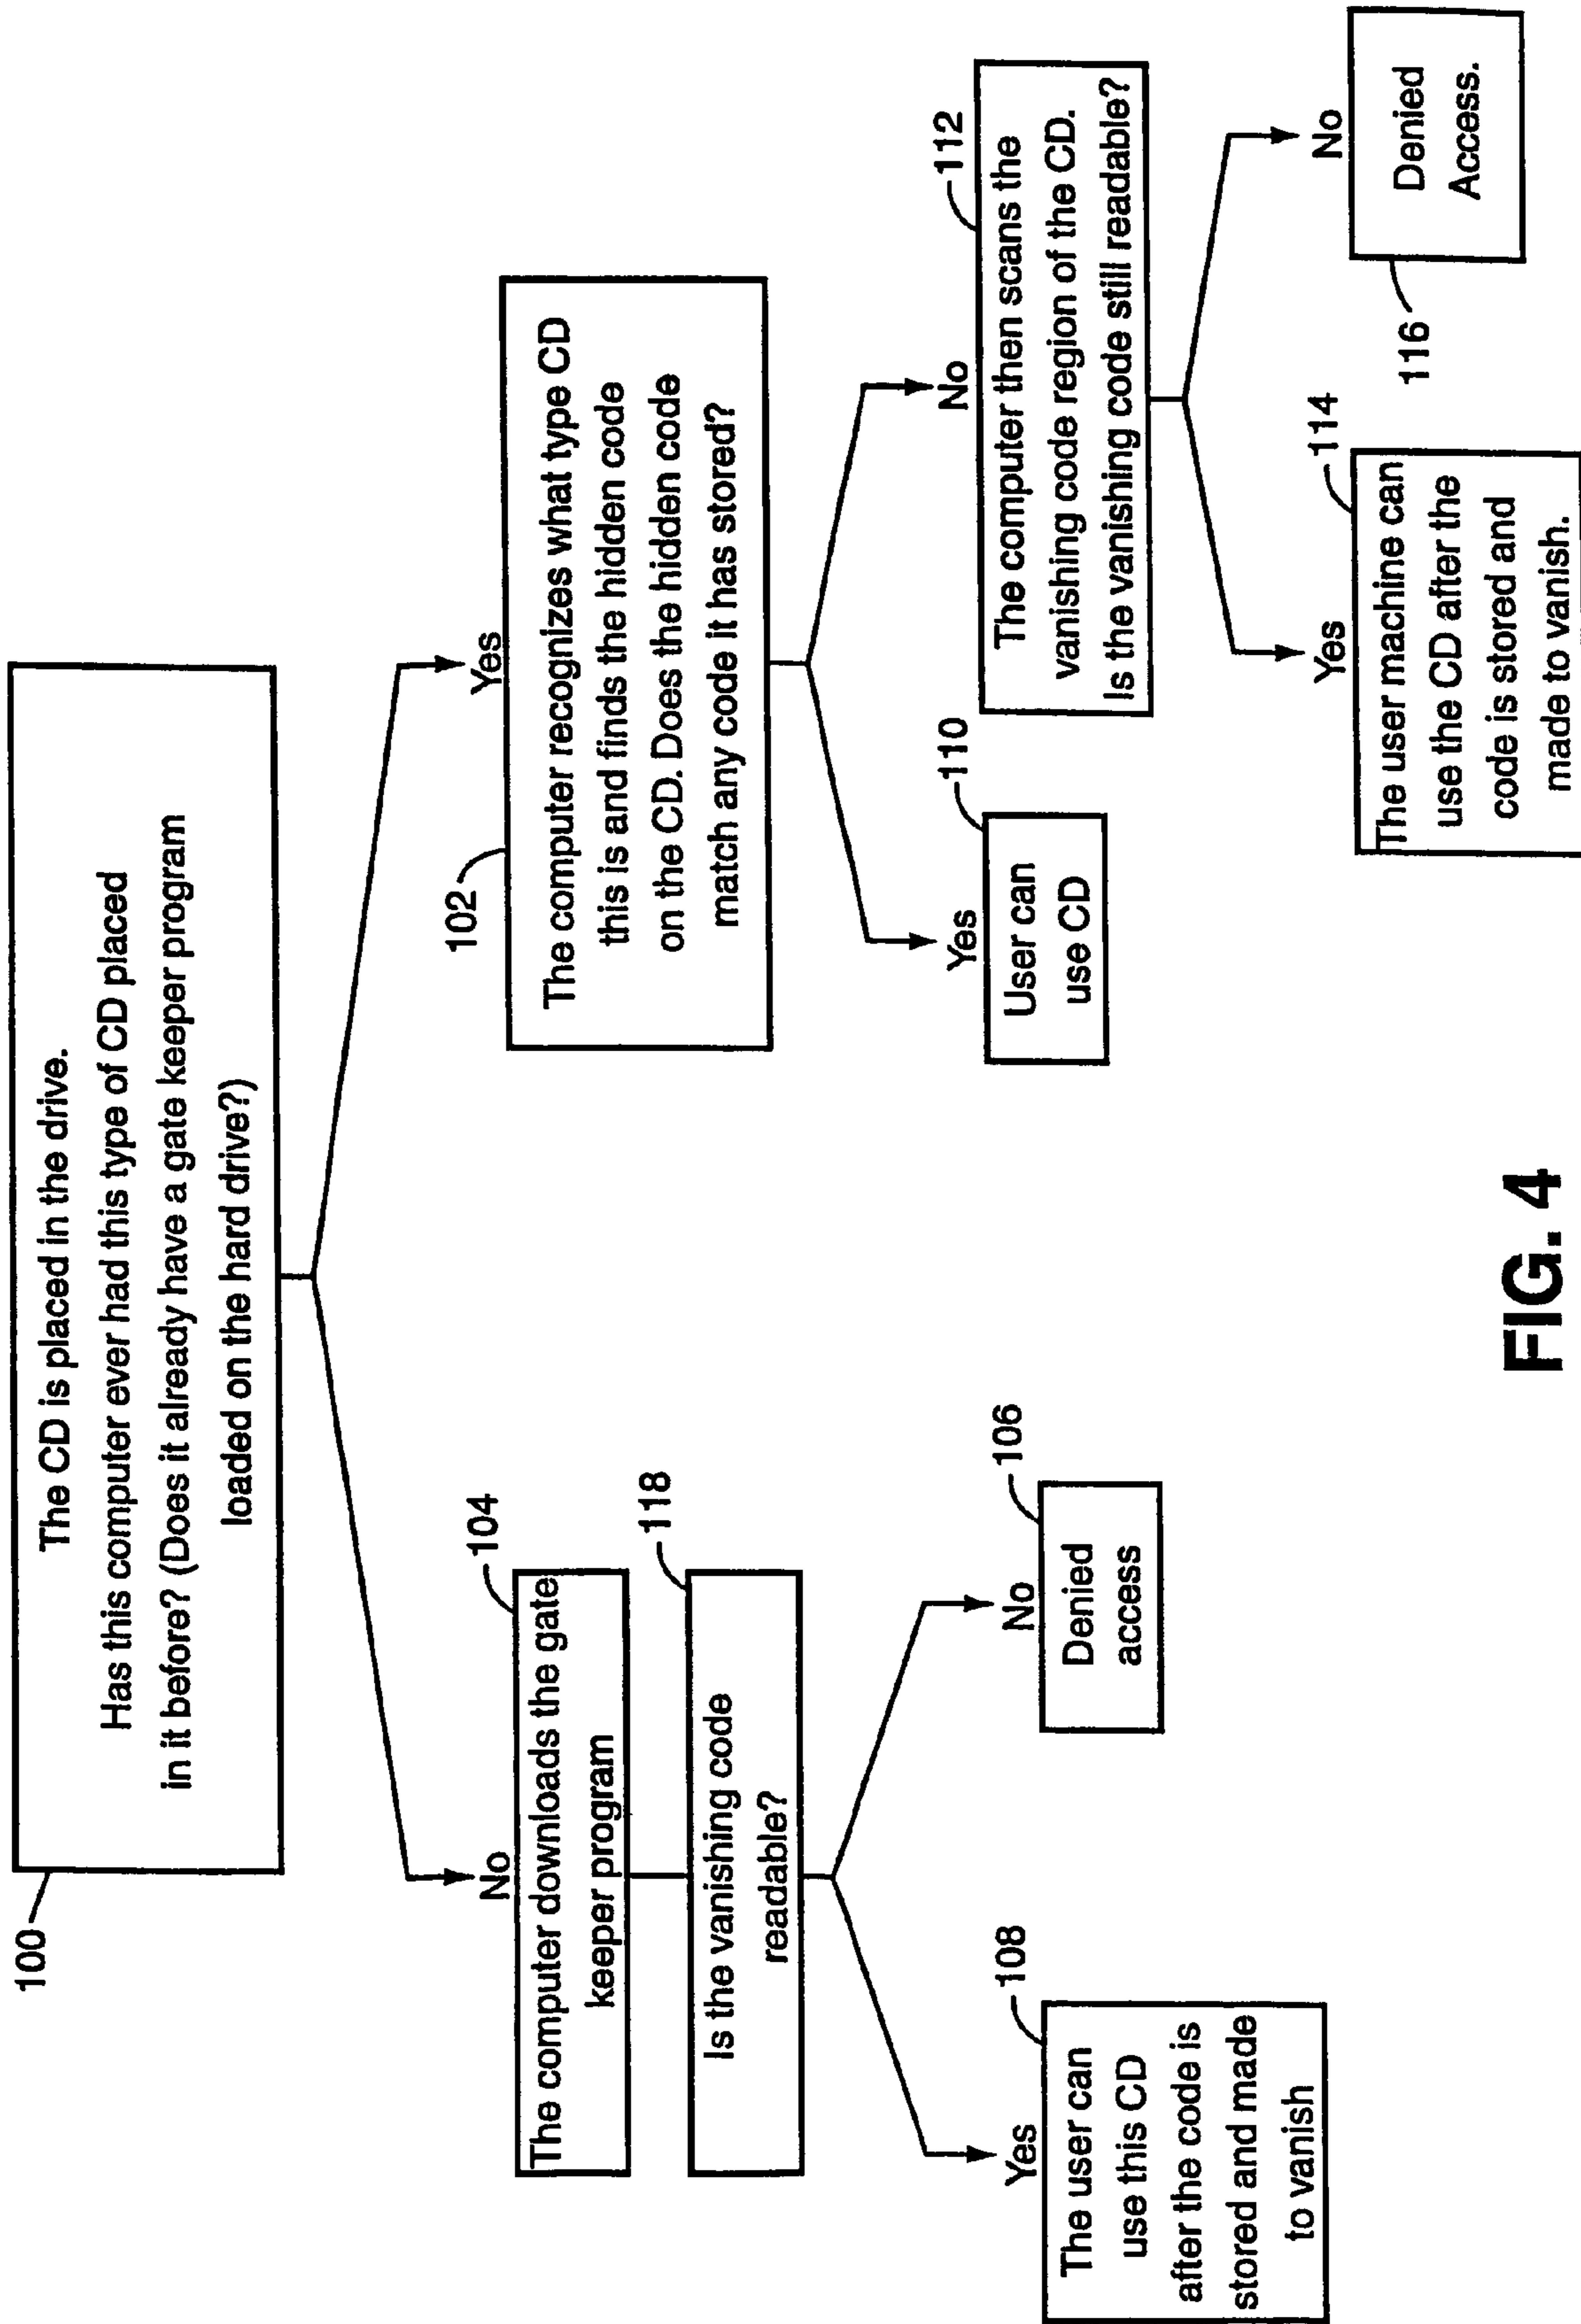 100
The CD is placed in the drive.
Has this computer ever had this type of CD placed
in it before? (Does it already have a gate keeper program
loaded on the hard drive?)
No
104
The computer downloads the gate
keeper program
118
Is the vanishing code
readable?
Yes
108
The user can
use this CD
after the code is
stored and made
to vanish
No
106
Denied
access
Yes
102
The computer recognizes what type CD
this is and finds the hidden code
on the CD. Does the hidden code
match any code it has stored?
Yes
110
User can
use CD
No
112
The computer then scans the
vanishing code region of the CD.
Is the vanishing code still readable?
Yes
114
The user machine can
use the CD after the
code is stored and
made to vanish.
No
116
Denied
Access.
FIG. 4